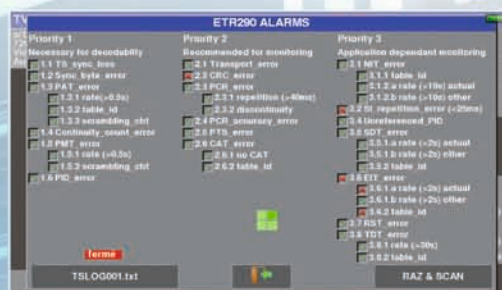 TV
ETR290 ALARMS
Priority 1
Necessary for decodabilty
1.1 TS_sync_loss
1.2 Sync_byte_error
1.3 PAT_error
1.3.1 rate(>0.5s)
1.3.2 table_id
1.3.3 scrambling_ctrl
1.4 Continuity_count_error
1.5 PMT_error
1.5.1 rate (>0.5s)
1.5.2 scrambling_ctrl
1.6 PID_error
Priority 2
Recommended for monitoring
2.1 Transport_error
2.2 CRC_error
2.3 PCR_error
2.3.1 repetition (>40ms)
2.3.2 discontinuity
2.4 PCR_accuracy_error
2.5 PTS_error
2.6 CAT_error
2.6.1 no CAT
2.6.2 table_id
Priority 3
Application dependant monitoring
3.1 NIT_error
3.1.1 table_id
3.1.2.a rate (>10s) actual
3.1.2.b rate (>10s) other
3.2 SI_repetition_error (<25ms)
3.4 Unreferenced_PID
3.5 SDT_error
3.5.1.a rate (>2s) actual
3.5.1.b rate (>2s) other
3.5.2 table_id
3.6 EIT_error
3.6.1.a rate (>2s) actual
3.6.1.b rate (>2s) other
3.6.2 table_id
3.7 RST_error
3.8 TDT_error
3.8.1 rate (>30s)
3.8.2 table_id
ferme
TSLOG001.txt
RAZ & SCAN